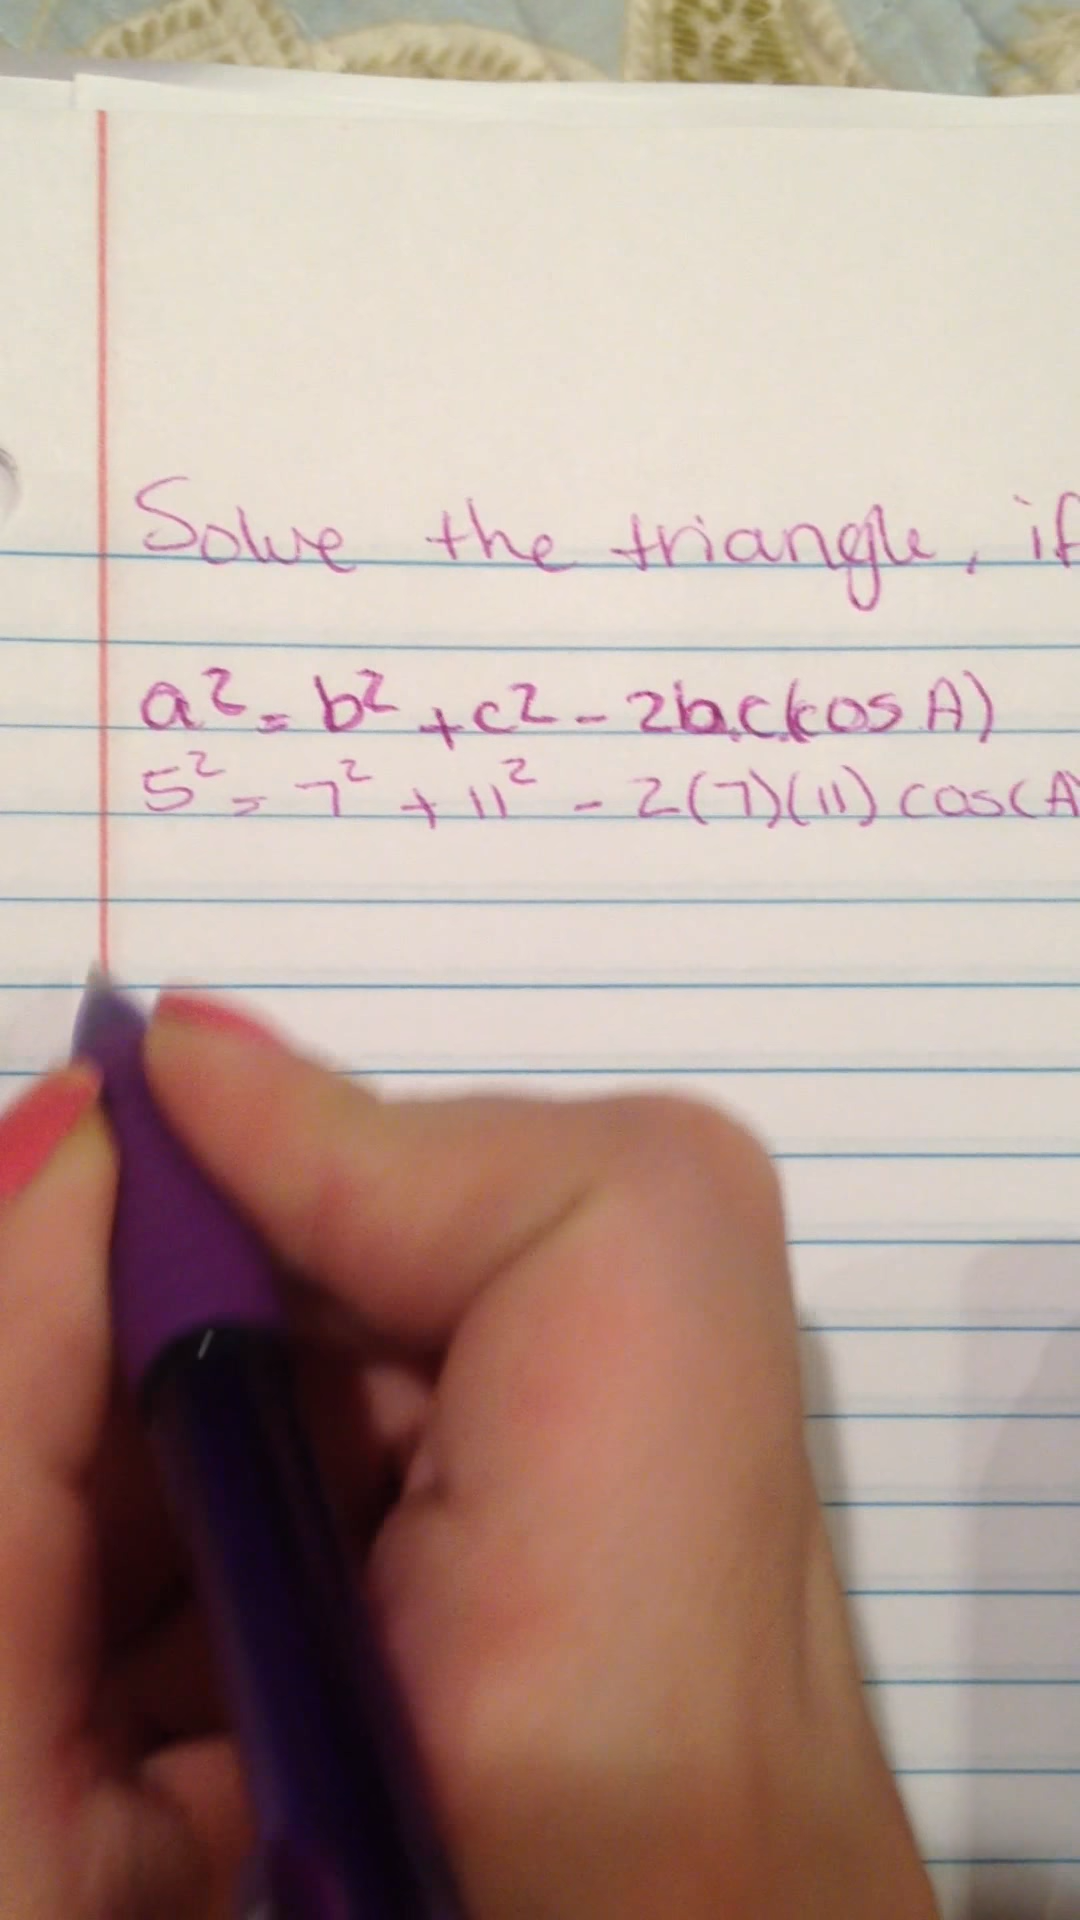 Solve the triangle, if
a² = b² + c² - 2bc(cos A)
5² = 7² + 11² - 2(7)(11) cos(A)